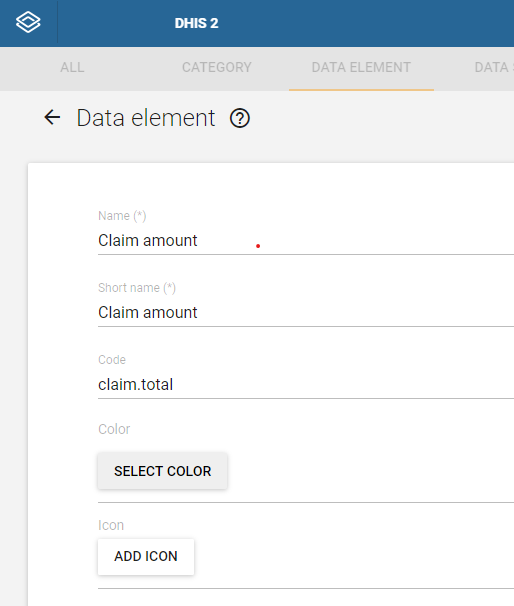 DHIS 2
ALL CATEGORY DATA ELEMENT DATA
Data element
Name (*)
Claim amount
Short name (*)
Claim amount
Code
claim.total
Color
SELECT COLOR
Icon
ADD ICON